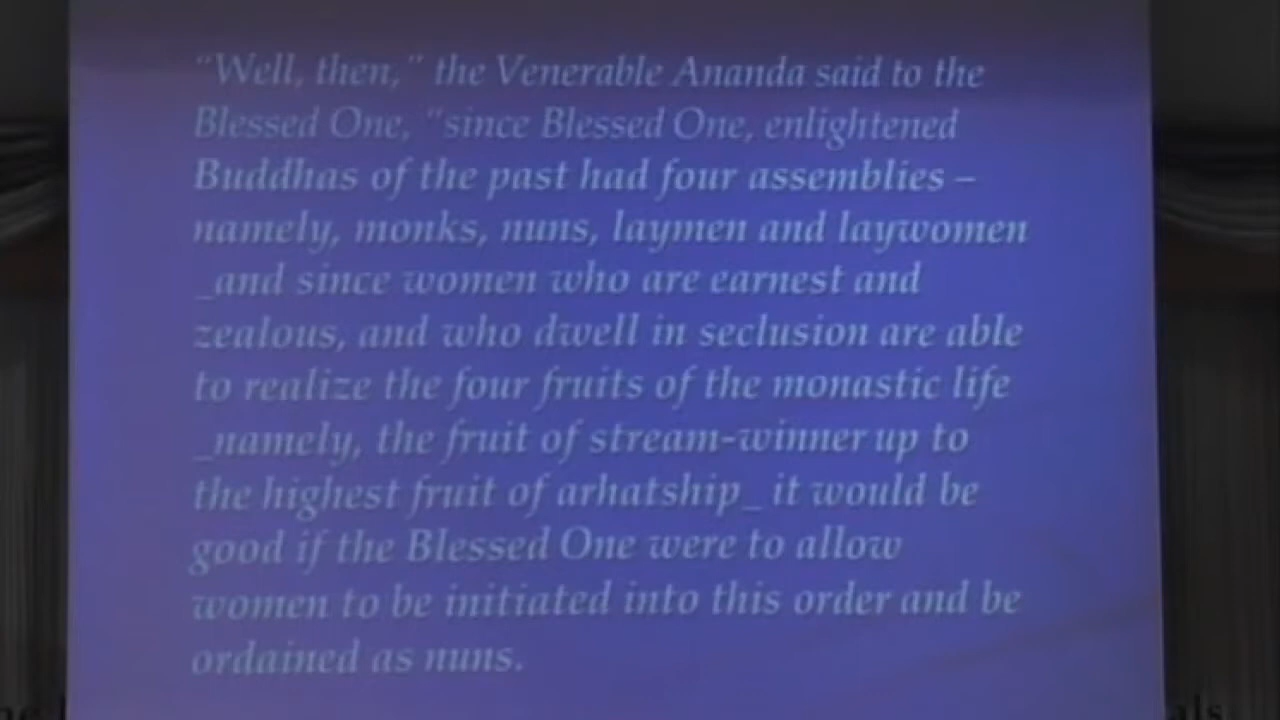 “Well, then,” the Venerable Ananda said to the
Blessed One, “since Blessed One, enlightened
Buddhas of the past had four assemblies –
namely, monks, nuns, laymen and laywomen
_and since women who are earnest and
zealous, and who dwell in seclusion are able
to realize the four fruits of the monastic life
_namely, the fruit of stream-winner up to
the highest fruit of arhatship_ it would be
good if the Blessed One were to allow
women to be initiated into this order and be
ordained as nuns.